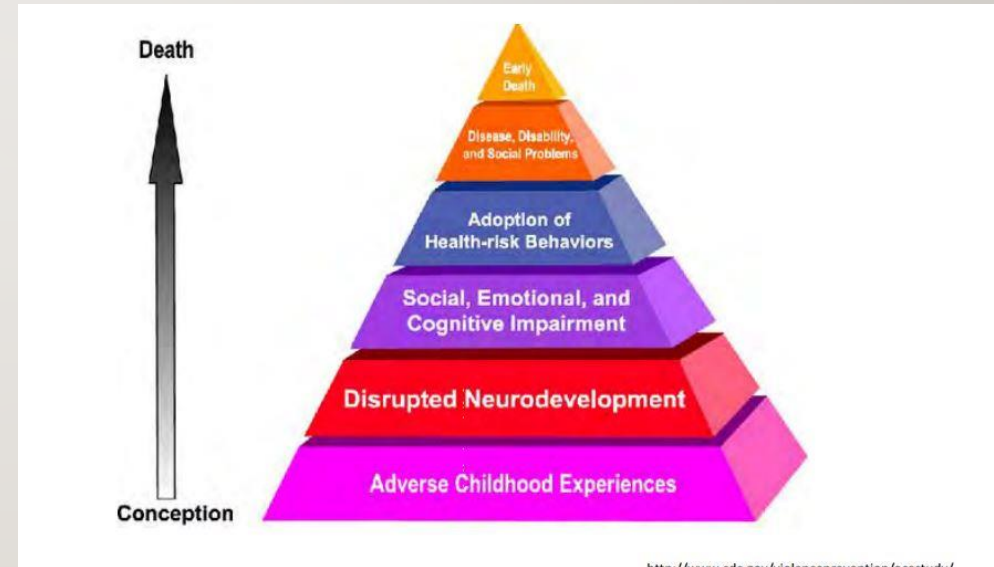 Death
Early
Death
Disease, Disability,
and Social Problems
Adoption of
Health-risk Behaviors
Social, Emotional, and
Cognitive Impairment
Disrupted Neurodevelopment
Adverse Childhood Experiences
Conception